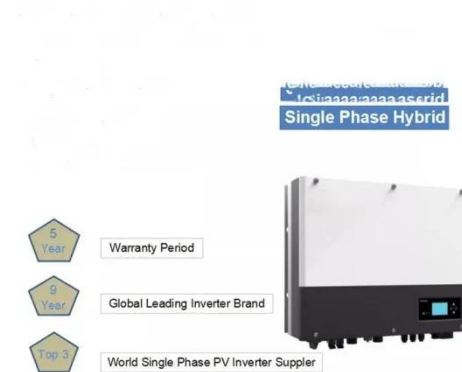 Single Phase Hybrid
5
Year
Warranty Period
9
Year
Global Leading Inverter Brand
Top 3
World Single Phase PV Inverter Suppler